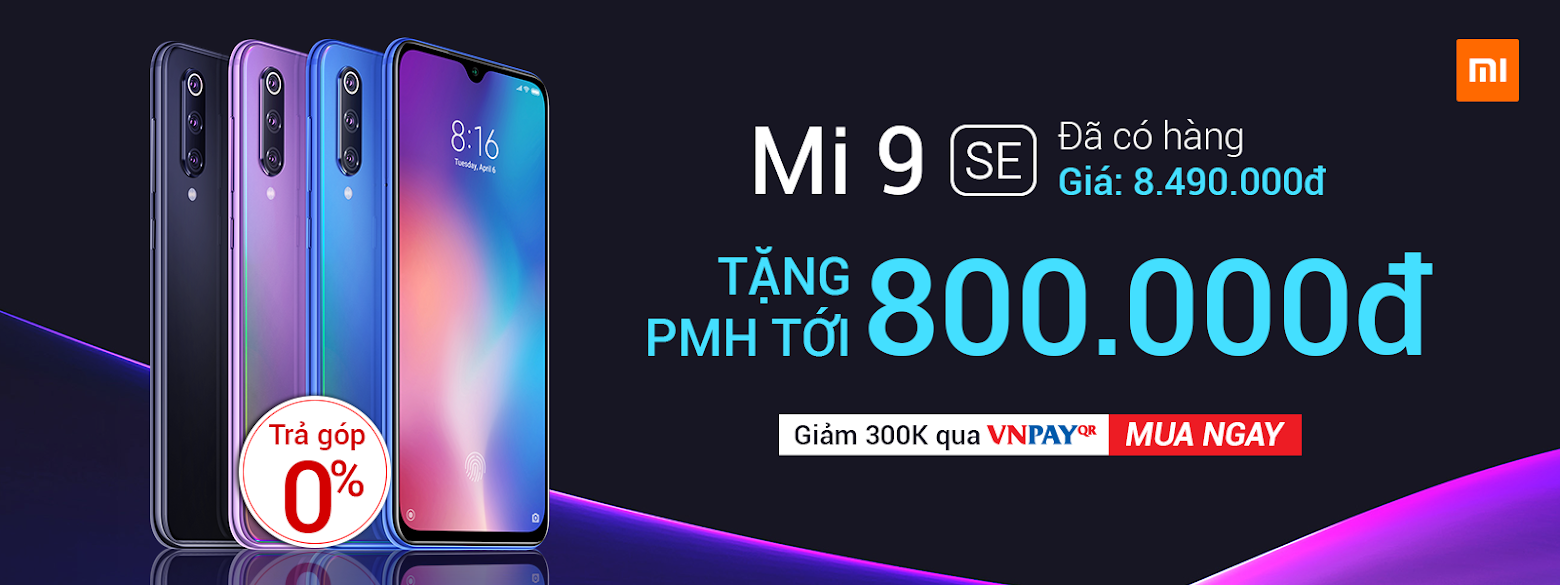 mi
Mi 9 SE
Đã có hàng
Giá: 8.490.000đ
TẶNG
PMH TỚI
800.000đ
Giảm 300K qua VNPAYQR
MUA NGAY
8:16
Tuesday, April 6
Trả góp
0%